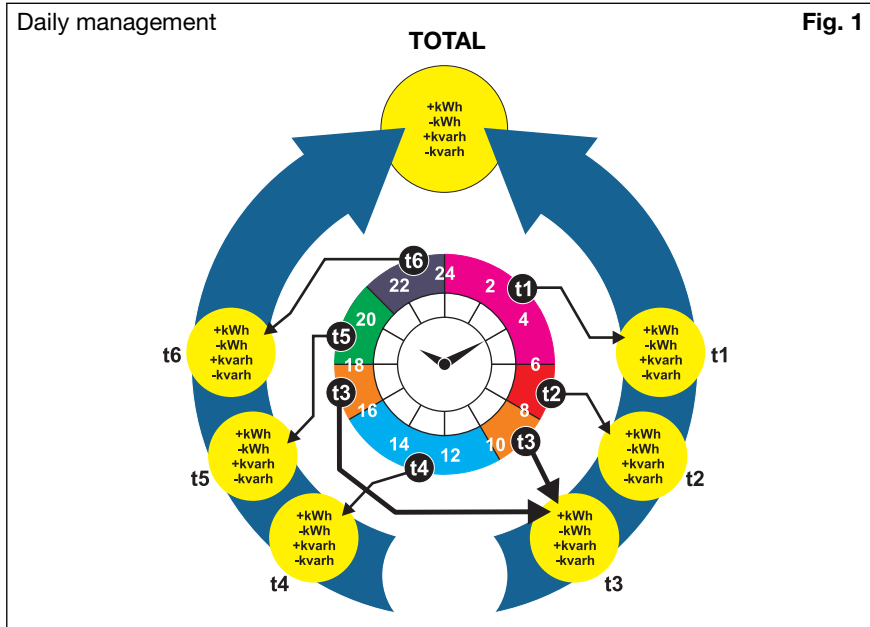 Daily management
Fig. 1
TOTAL
+kWh
-kWh
+kvarh
-kvarh
t6
24
22
2
t1
4
20
t5
6
18
t3
t2
16
8
14
12
10
t3
t4
+kWh
-kWh
+kvarh
-kvarh
t6
+kWh
-kWh
+kvarh
-kvarh
t1
+kWh
-kWh
+kvarh
-kvarh
t5
+kWh
-kWh
+kvarh
-kvarh
t2
+kWh
-kWh
+kvarh
-kvarh
t4
+kWh
-kWh
+kvarh
-kvarh
t3